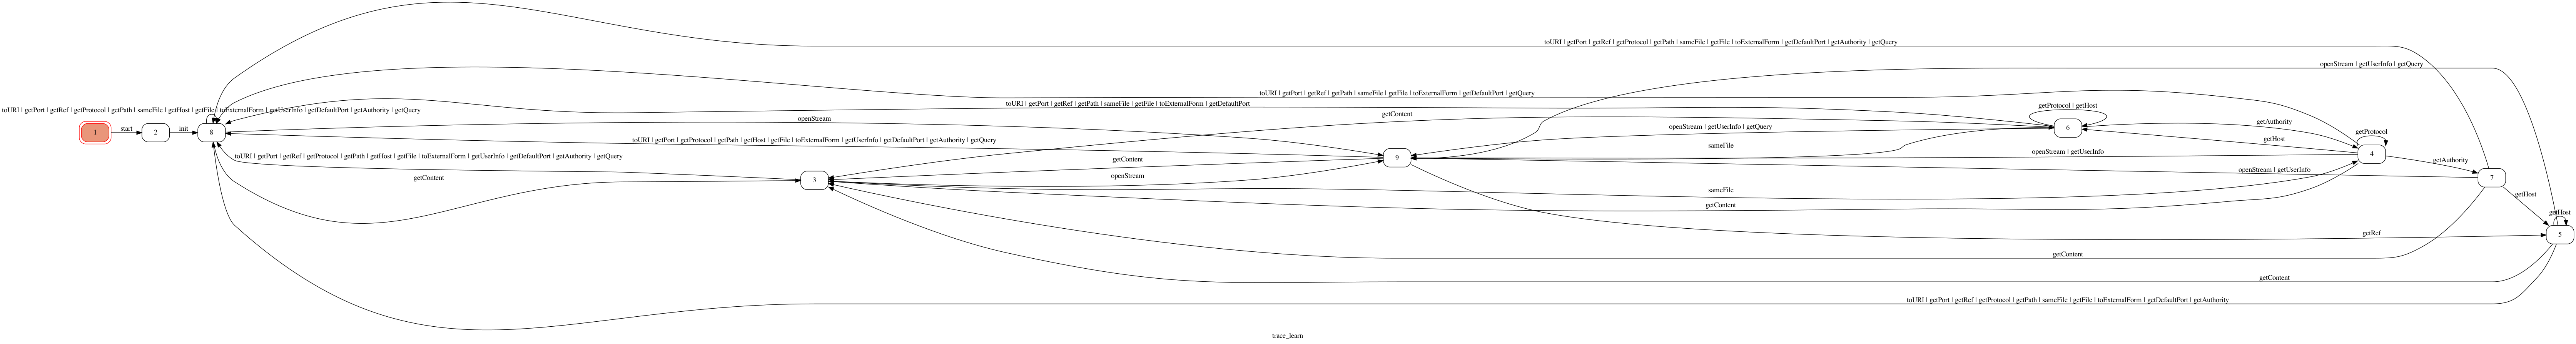 toURI | getPort | getRef | getProtocol | getPath | sameFile | getFile | toExternalForm | getDefaultPort | getAuthority | getQuery
openStream | getUserInfo | getQuery
toURI | getPort | getRef | getPath | sameFile | getFile | toExternalForm | getDefaultPort | getQuery
toURI | getPort | getRef | getPath | sameFile | getFile | toExternalForm | getDefaultPort
getProtocol | getHost
toURI | getPort | getRef | getProtocol | getPath | sameFile | getHost | getFile | toExternalForm | getUserInfo | getDefaultPort | getAuthority | getQuery
getContent
openStream
getAuthority
1
start
2
init
8
6
openStream | getUserInfo | getQuery
getProtocol
toURI | getPort | getProtocol | getPath | getHost | getFile | toExternalForm | getUserInfo | getDefaultPort | getAuthority | getQuery
getHost
sameFile
openStream | getUserInfo
4
toURI | getPort | getRef | getProtocol | getPath | getHost | getFile | toExternalForm | getUserInfo | getDefaultPort | getAuthority | getQuery
getContent
9
getAuthority
openStream | getUserInfo
getContent
openStream
3
7
sameFile
getHost
getContent
getHost
getRef
5
getContent
getContent
toURI | getPort | getRef | getProtocol | getPath | sameFile | getFile | toExternalForm | getDefaultPort | getAuthority
trace_learn